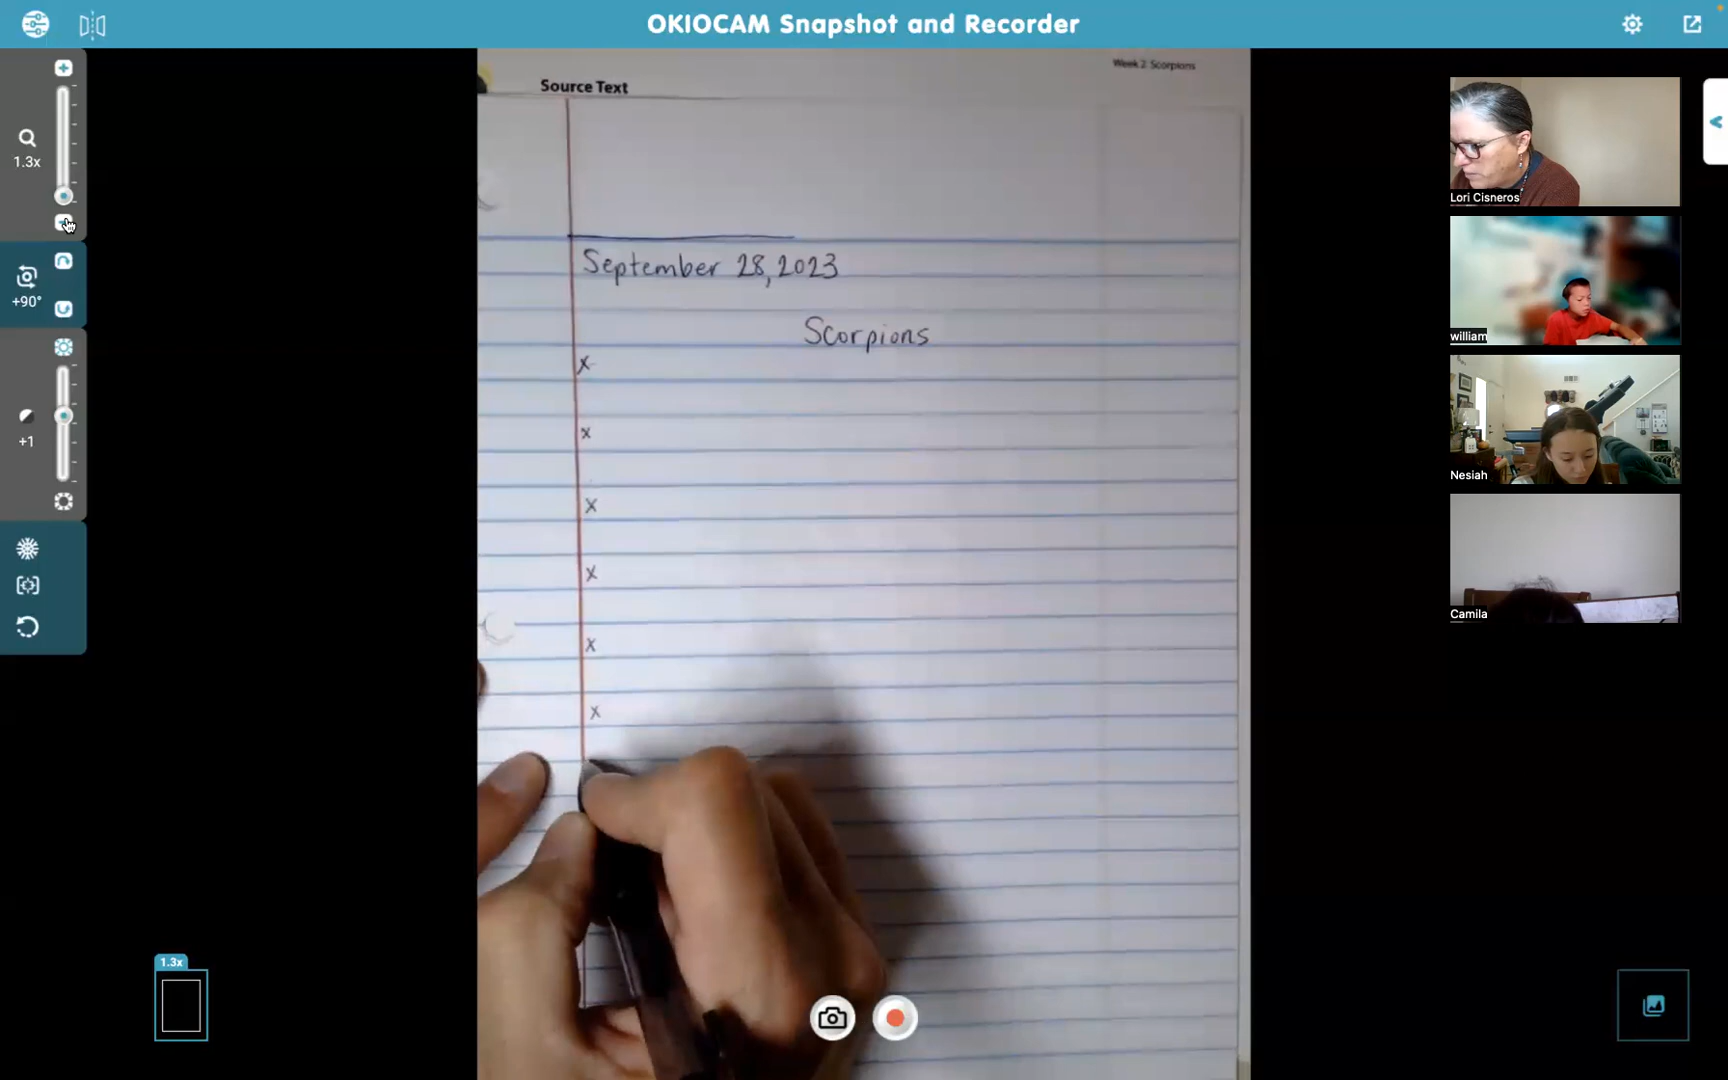 OKIOCAM Snapshot and Recorder
Week 2 Scorpions
Source Text
1.3x
+90°
+1
September 28, 2023
Scorpions
x
x
x
x
x
x
Lori Cisneros
william
Nesiah
Camila
1.3x